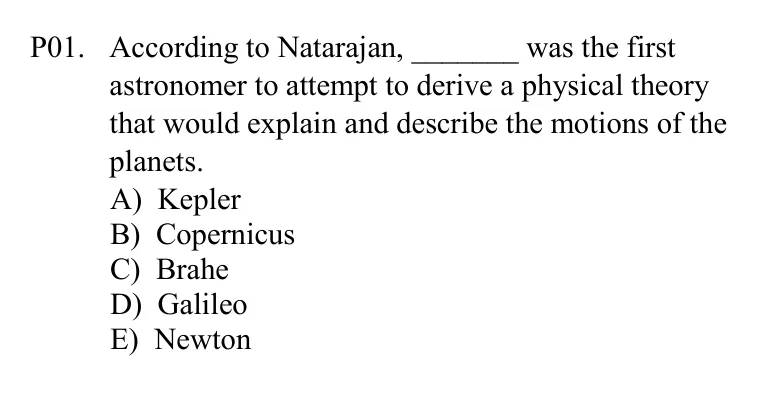 P01. According to Natarajan, _______ was the first
astronomer to attempt to derive a physical theory
that would explain and describe the motions of the
planets.
A) Kepler
B) Copernicus
C) Brahe
D) Galileo
E) Newton